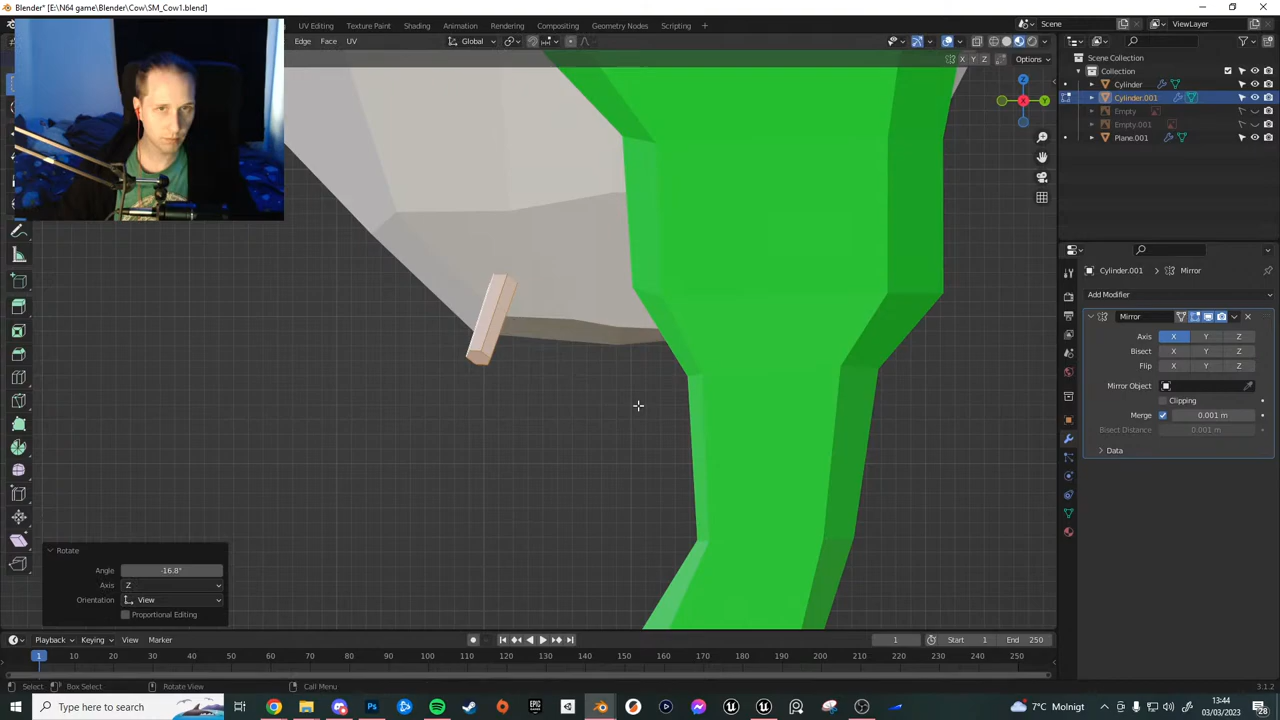 Blender* [E:\N64 game\Blender\Cow\SM_Cow1.blend]
UV Editing Texture Paint Shading Animation Rendering Compositing Geometry Nodes Scripting +
Scene ViewLayer
Edge Face UV Global
X Y Z Options
Scene Collection
Collection
Cylinder
Cylinder.001
Empty
Empty.001
Plane.001
Z
Y
X
Cylinder.001 > Mirror
Add Modifier
Mirror
Axis X Y Z
Bisect X Y Z
Flip X Y Z
Mirror Object
Clipping
Merge 0.001 m
Bisect Distance 0.001 m
Data
Rotate
Angle -16.8°
Axis Z
Orientation View
Proportional Editing
Playback Keying View Marker
1 Start 1 End 250
1 10 20 30 40 50 60 70 80 90 100 110 120 130 140 150 160 170 180 190 200 210 220 230 240 250
Select Box Select Rotate View Call Menu 3.1.2
Type here to search
7°C Molnigt
13:44
03/03/2023
28